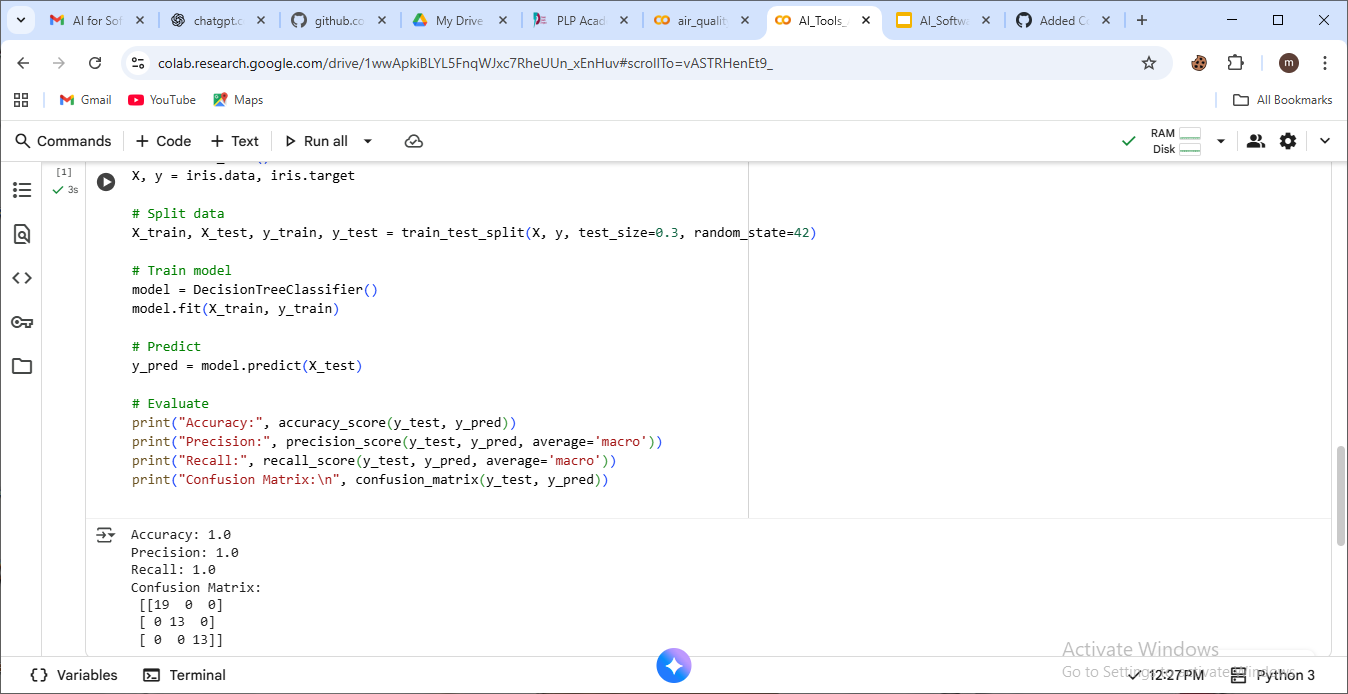 AI for Sof
chatgpt.c
github.co
My Drive
PLP Acad
air_qualit
AI_Tools_
AI_Softwa
Added C
colab.research.google.com/drive/1wwApkiBLYL5FnqWJxc7RheUUn_xEnHuv#scrollTo=vASTRHenEt9_
m
Gmail
YouTube
Maps
All Bookmarks
Commands
+ Code
+ Text
Run all
RAM
Disk
[1]
3s
X, y = iris.data, iris.target
# Split data
X_train, X_test, y_train, y_test = train_test_split(X, y, test_size=0.3, random_state=42)
# Train model
model = DecisionTreeClassifier()
model.fit(X_train, y_train)
# Predict
y_pred = model.predict(X_test)
# Evaluate
print("Accuracy:", accuracy_score(y_test, y_pred))
print("Precision:", precision_score(y_test, y_pred, average='macro'))
print("Recall:", recall_score(y_test, y_pred, average='macro'))
print("Confusion Matrix:\n", confusion_matrix(y_test, y_pred))
Accuracy: 1.0
Precision: 1.0
Recall: 1.0
Confusion Matrix:
[[19  0  0]
[ 0 13  0]
[ 0  0 13]]
Activate Windows
Go to Settings to activate Windows.
Variables
Terminal
12:27 PM
Python 3